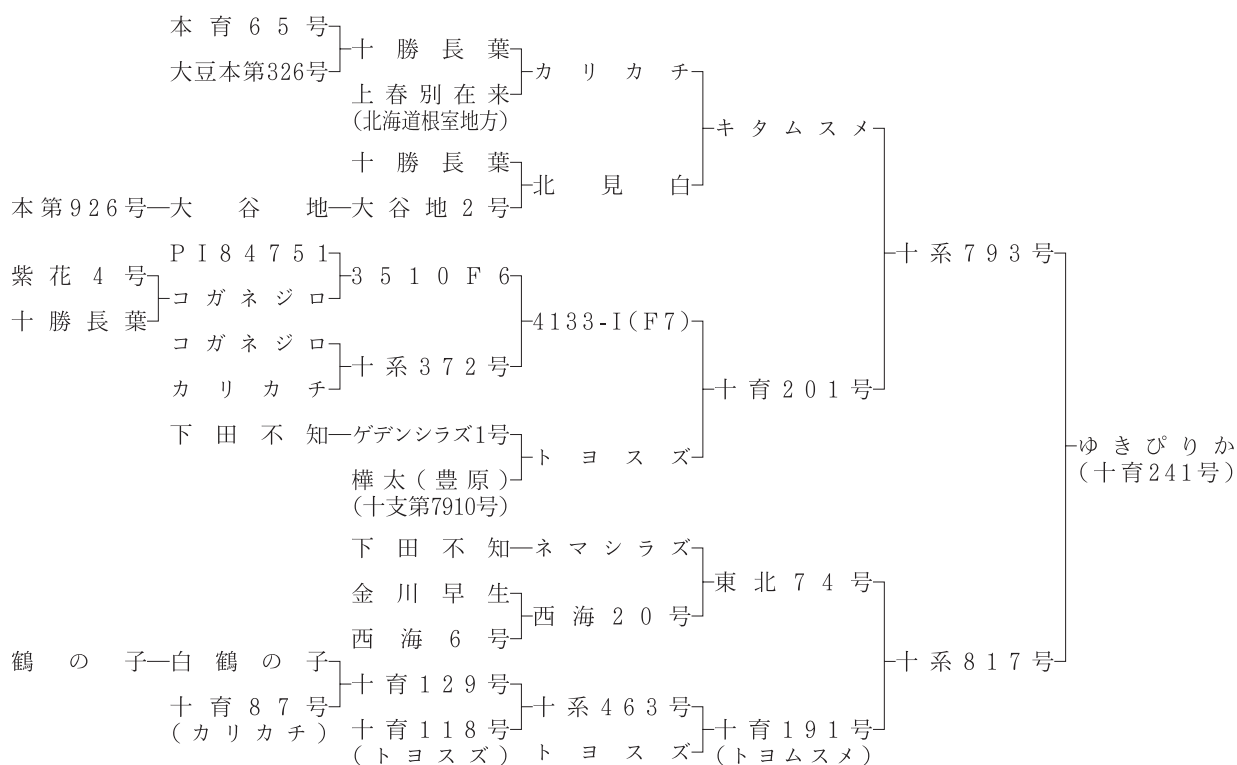 本育65号
大豆本第326号
十勝長葉
上春別在来
(北海道根室地方)
カリカチ
十勝長葉
本第926号
大谷地
大谷地2号
北見白
キタムスメ
紫花4号
十勝長葉
PI84751
コガネジロ
コガネジロ
カリカチ
3510F6
十系372号
4133-I(F7)
下田不知
ゲデンシラズ1号
樺太(豊原)
(十支第7910号)
トヨスズ
十育201号
十系793号
下田不知
ネマシラズ
金川早生
西海6号
西海20号
東北74号
鶴の子
白鶴の子
十育87号
(カリカチ)
十育129号
十育118号
(トヨスズ)
十系463号
トヨスズ
十育191号
(トヨムスメ)
十系817号
ゆきぴりか
(十育241号)